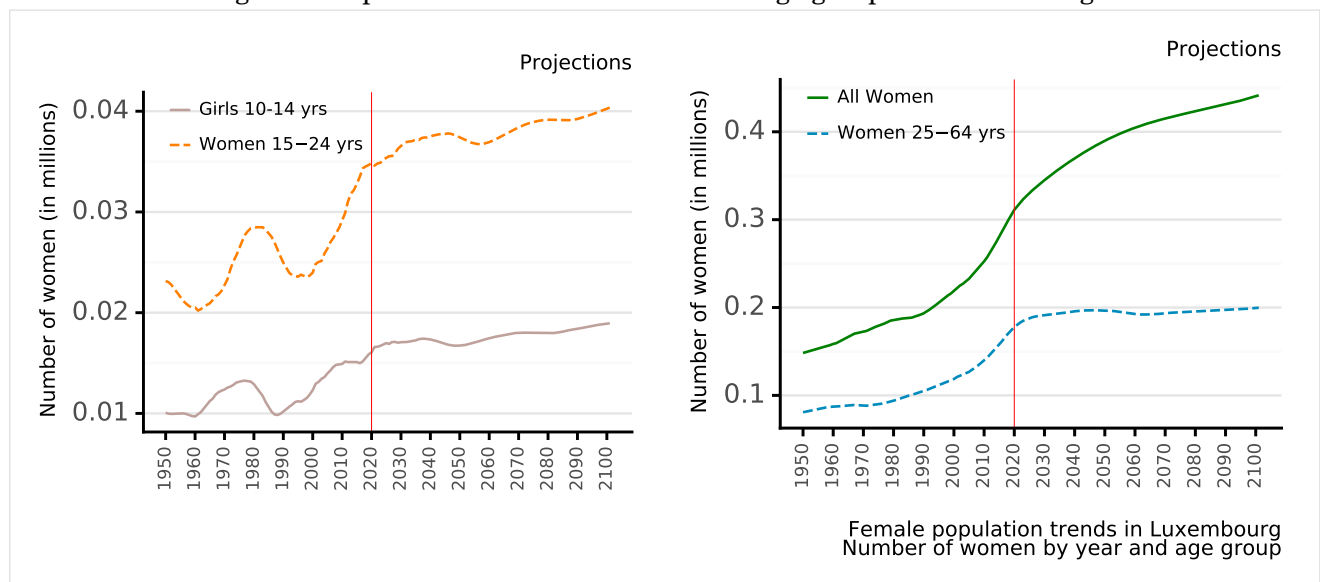 Projections
Number of women (in millions)
0.04
0.03
0.02
0.01
Girls 10-14 yrs
Women 15−24 yrs
1950 1960 1970 1980 1990 2000 2010 2020 2030 2040 2050 2060 2070 2080 2090 2100
Projections
Number of women (in millions)
0.4
0.3
0.2
0.1
All Women
Women 25−64 yrs
1950 1960 1970 1980 1990 2000 2010 2020 2030 2040 2050 2060 2070 2080 2090 2100
Female population trends in Luxembourg
Number of women by year and age group